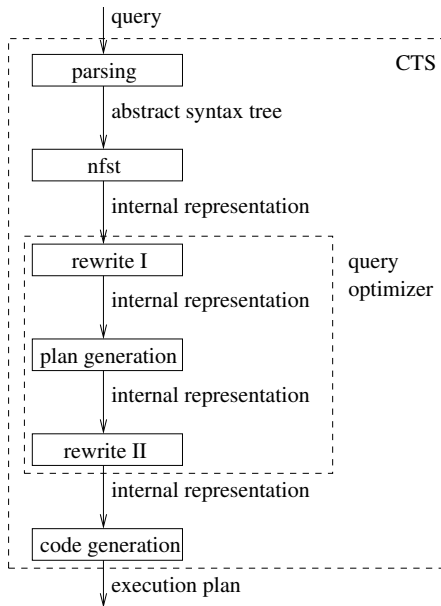 query
CTS
parsing
abstract syntax tree
nfst
internal representation
rewrite I
query
optimizer
internal representation
plan generation
internal representation
rewrite II
internal representation
code generation
execution plan